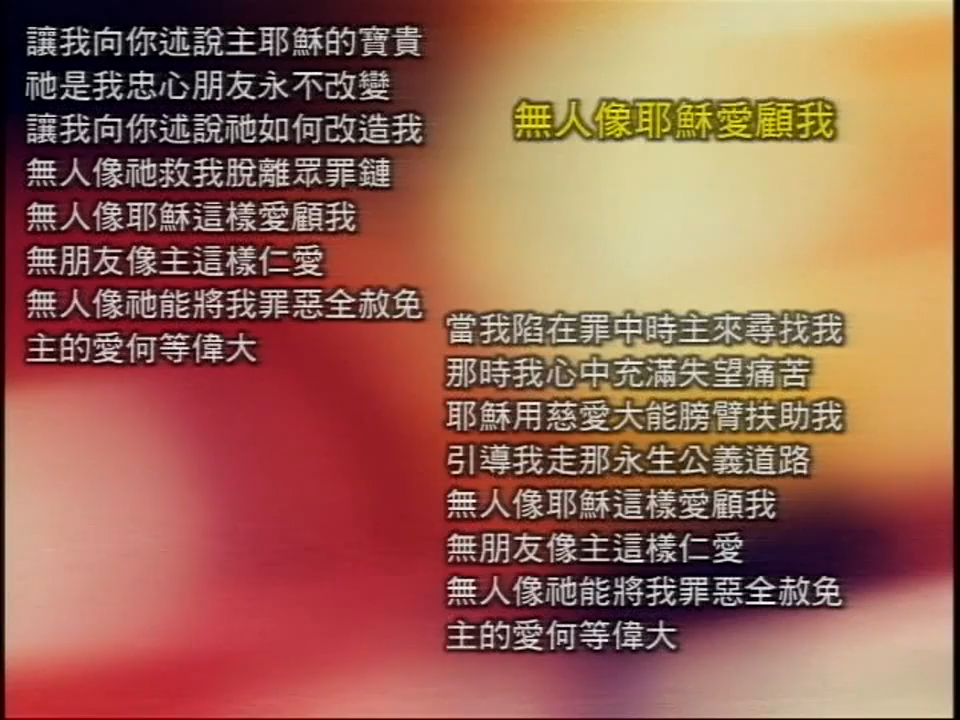 無人像耶穌愛顧我
讓我向你述說主耶穌的寶貴
祂是我忠心朋友永不改變
讓我向你述說祂如何改造我
無人像祂救我脫離眾罪鏈
無人像耶穌這樣愛顧我
無朋友像主這樣仁愛
無人像祂能將我罪惡全赦免
主的愛何等偉大
當我陷在罪中時主來尋找我
那時我心中充滿失望痛苦
耶穌用慈愛大能膀臂扶助我
引導我走那永生公義道路
無人像耶穌這樣愛顧我
無朋友像主這樣仁愛
無人像祂能將我罪惡全赦免
主的愛何等偉大